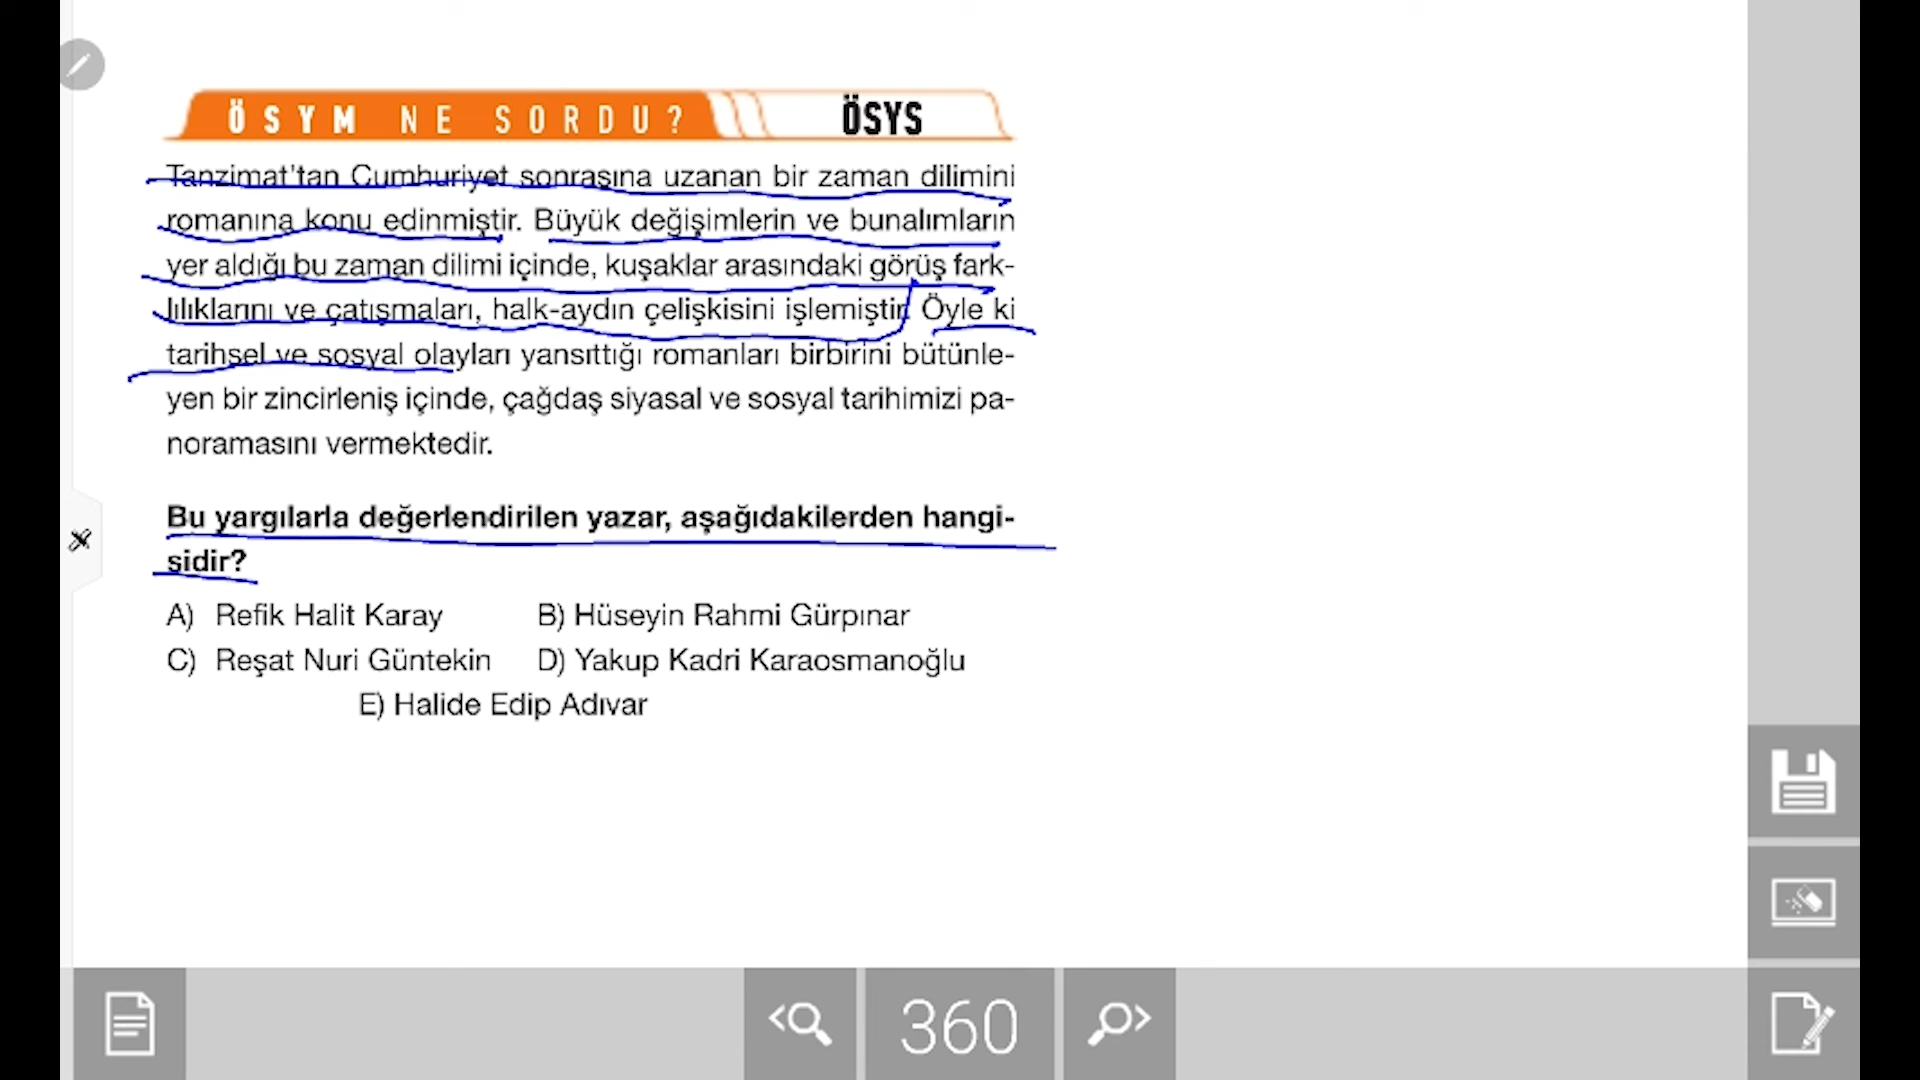 ÖSYM NE SORDU? ÖSYS
Tanzimat'tan Cumhuriyet sonrasına uzanan bir zaman dilimini
romanına konu edinmiştir. Büyük değişimlerin ve bunalımların
yer aldığı bu zaman dilimi içinde, kuşaklar arasındaki görüş fark-
lılıklarını ve çatışmaları, halk-aydın çelişkisini işlemiştir. Öyle ki
tarihsel ve sosyal olayları yansıttığı romanları birbirini bütünle-
yen bir zincirleniş içinde, çağdaş siyasal ve sosyal tarihimizi pa-
noramasını vermektedir.
Bu yargılarla değerlendirilen yazar, aşağıdakilerden hangi-
sidir?
A) Refik Halit Karay B) Hüseyin Rahmi Gürpınar
C) Reşat Nuri Güntekin D) Yakup Kadri Karaosmanoğlu
E) Halide Edip Adıvar
360